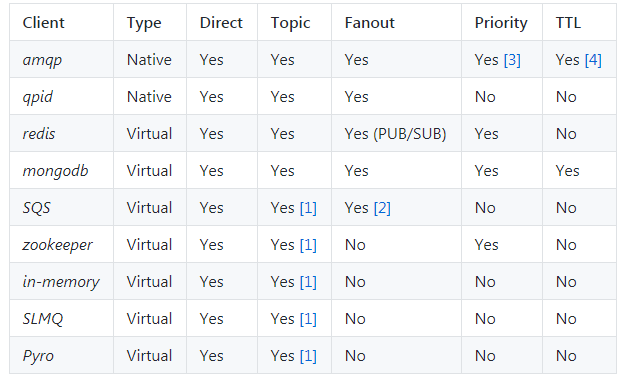 Client Type Direct Topic Fanout Priority TTL
amqp Native Yes Yes Yes Yes [3] Yes [4]
qpid Native Yes Yes Yes No No
redis Virtual Yes Yes Yes (PUB/SUB) Yes No
mongodb Virtual Yes Yes Yes Yes Yes
SQS Virtual Yes Yes [1] Yes [2] No No
zookeeper Virtual Yes Yes [1] No Yes No
in-memory Virtual Yes Yes [1] No No No
SLMQ Virtual Yes Yes [1] No No No
Pyro Virtual Yes Yes [1] No No No